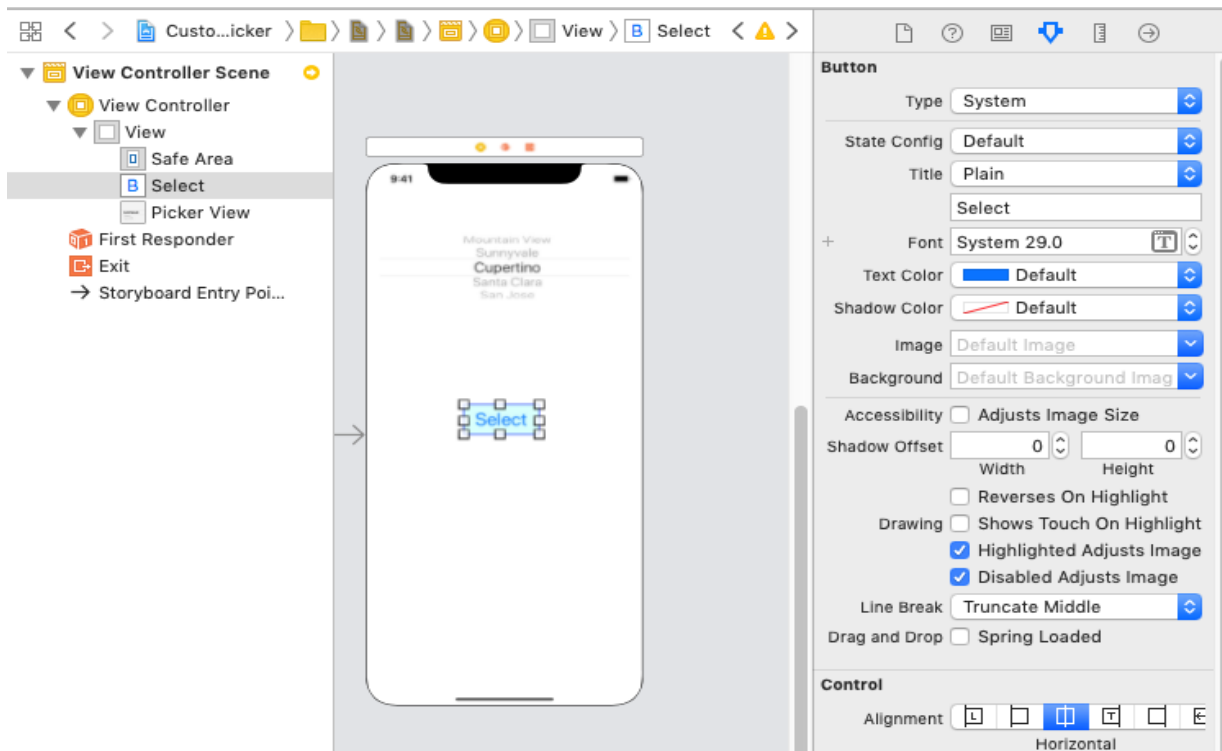 Custo...icker View B Select
View Controller Scene
View Controller
View
Safe Area
B Select
Picker View
First Responder
Exit
Storyboard Entry Poi...
9:41
Mountain View
Sunnyvale
Cupertino
Santa Clara
San Jose
Select
Button
Type System
State Config Default
Title Plain
Select
Font System 29.0 T
Text Color Default
Shadow Color Default
Image Default Image
Background Default Background Imag
Accessibility Adjusts Image Size
Shadow Offset 0 0
Width Height
Reverses On Highlight
Drawing Shows Touch On Highlight
Highlighted Adjusts Image
Disabled Adjusts Image
Line Break Truncate Middle
Drag and Drop Spring Loaded
Control
Alignment L T
Horizontal